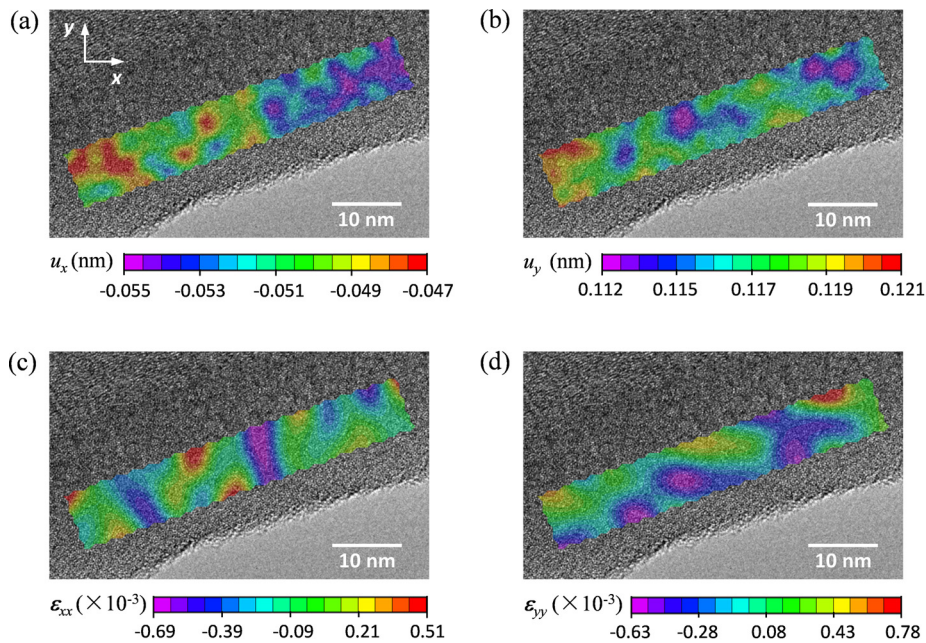 (a)
y
x
10 nm
u_x (nm)
-0.055 -0.053 -0.051 -0.049 -0.047
(b)
10 nm
u_y (nm)
0.112 0.115 0.117 0.119 0.121
(c)
10 nm
ε_xx (×10⁻³)
-0.69 -0.39 -0.09 0.21 0.51
(d)
10 nm
ε_yy (×10⁻³)
-0.63 -0.28 0.08 0.43 0.78